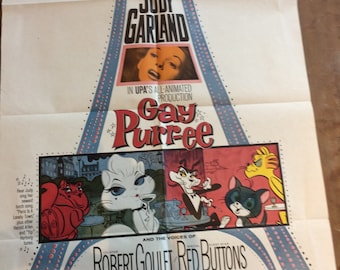 JUDY
GARLAND
IN UPA'S ALL-ANIMATED
PRODUCTION
Gay
Purr-ee
AND THE VOICES OF
ROBERT GOULET RED BUTTONS